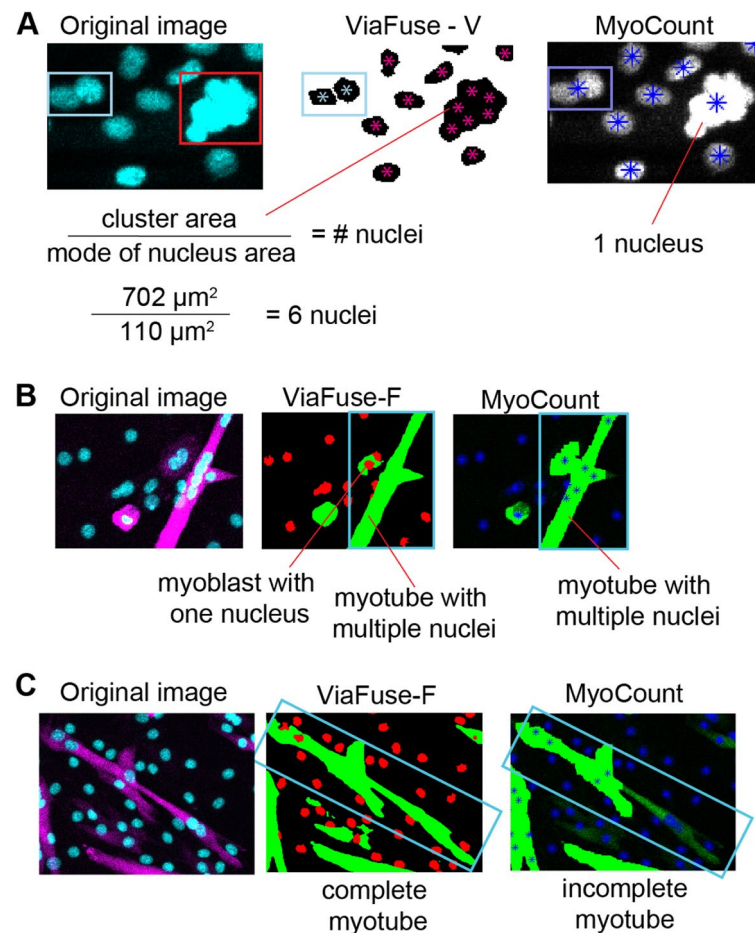 A
Original image
ViaFuse - V
MyoCount
cluster area
mode of nucleus area
= # nuclei
1 nucleus
702 µm²
110 µm²
= 6 nuclei
B
Original image
ViaFuse-F
MyoCount
myoblast with
one nucleus
myotube with
multiple nuclei
myotube with
multiple nuclei
C
Original image
ViaFuse-F
MyoCount
complete
myotube
incomplete
myotube